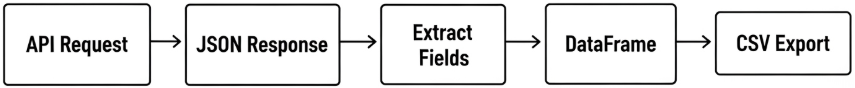 API Request
JSON Response
Extract
Fields
DataFrame
CSV Export